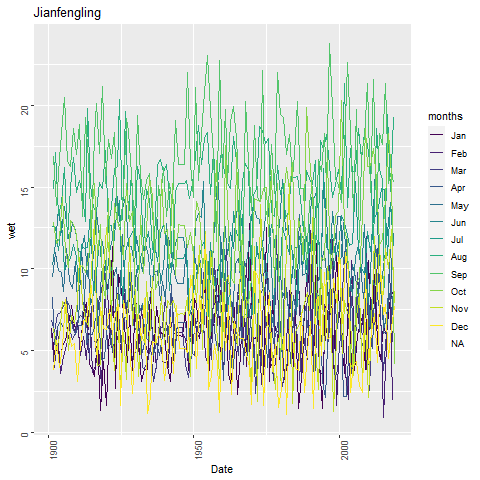 Jianfengling
wet
20
15
10
5
0
1900
1950
2000
Date
months
Jan
Feb
Mar
Apr
May
Jun
Jul
Aug
Sep
Oct
Nov
Dec
NA